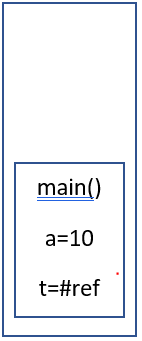 main()
a=10
t=#ref